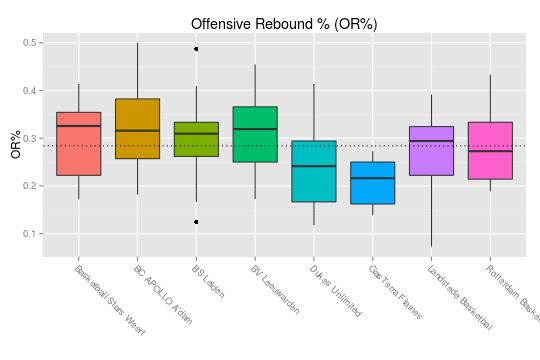 Offensive Rebound % (OR%)
OR%
0.5
0.4
0.3
0.2
0.1
Basketball Stars Weert
BC APOLLO A'dam
BS Leiden
BV Leeuwarden
Dukes Unlimited
GasTerra Flames
Landstede Basketbal
Rotterdam Baske